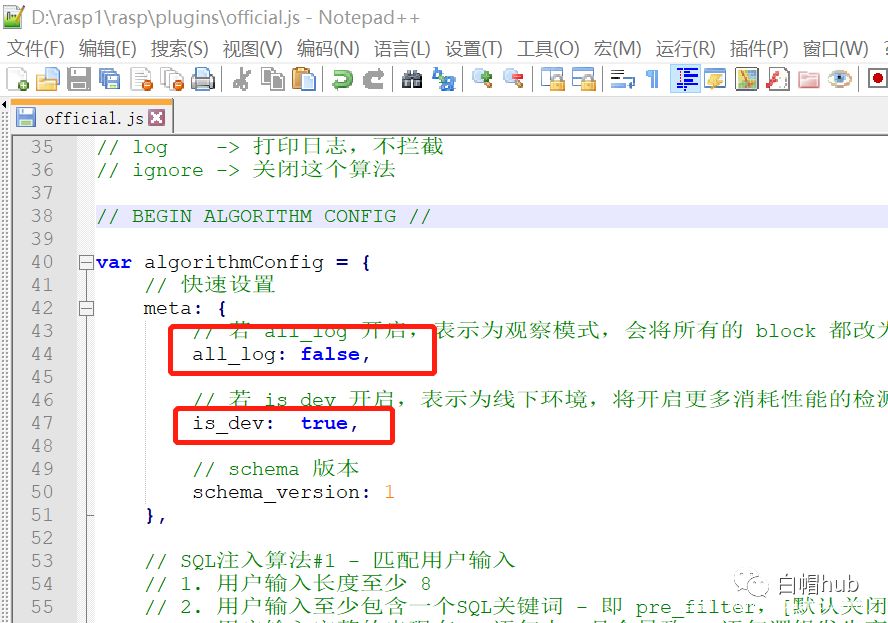 D:\rasp1\rasp\plugins\official.js - Notepad++
文件(F) 编辑(E) 搜索(S) 视图(V) 编码(N) 语言(L) 设置(T) 工具(O) 宏(M) 运行(R) 插件(P) 窗口(W) ?
official.js
35 // log -> 打印日志，不拦截
36 // ignore -> 关闭这个算法
37
38 // BEGIN ALGORITHM CONFIG //
39
40 var algorithmConfig = {
41 // 快速设置
42 meta: {
43 // 若 all_log 开启，表示为观察模式，会将所有的 block 都改为
44 all_log: false,
45
46 // 若 is_dev 开启，表示为线下环境，将开启更多消耗性能的检测
47 is_dev: true,
48
49 // schema 版本
50 schema_version: 1
51 },
52
53 // SQL注入算法#1 - 匹配用户输入
54 // 1. 用户输入长度至少 8
55 // 2. 用户输入至少包含一个SQL关键词 - 即 pre_filter，[默认关闭
白帽hub